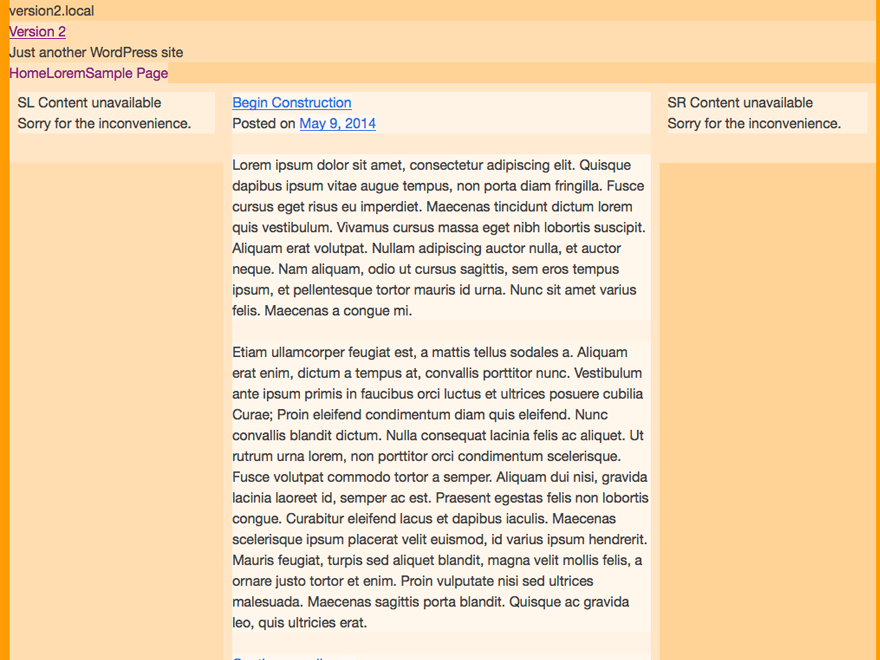 version2.local
Version 2
Just another WordPress site
HomeLoremSample Page
SL Content unavailable
Sorry for the inconvenience.
Begin Construction
Posted on May 9, 2014
Lorem ipsum dolor sit amet, consectetur adipiscing elit. Quisque
dapibus ipsum vitae augue tempus, non porta diam fringilla. Fusce
cursus eget risus eu imperdiet. Maecenas tincidunt dictum lorem
quis vestibulum. Vivamus cursus massa eget nibh lobortis suscipit.
Aliquam erat volutpat. Nullam adipiscing auctor nulla, et auctor
neque. Nam aliquam, odio ut cursus sagittis, sem eros tempus
ipsum, et pellentesque tortor mauris id urna. Nunc sit amet varius
felis. Maecenas a congue mi.
Etiam ullamcorper feugiat est, a mattis tellus sodales a. Aliquam
erat enim, dictum a tempus at, convallis porttitor nunc. Vestibulum
ante ipsum primis in faucibus orci luctus et ultrices posuere cubilia
Curae; Proin eleifend condimentum diam quis eleifend. Nunc
convallis blandit dictum. Nulla consequat lacinia felis ac aliquet. Ut
rutrum urna lorem, non porttitor orci condimentum scelerisque.
Fusce volutpat commodo tortor a semper. Aliquam dui nisi, gravida
lacinia laoreet id, semper ac est. Praesent egestas felis non lobortis
congue. Curabitur eleifend lacus et dapibus iaculis. Maecenas
scelerisque ipsum placerat velit euismod, id varius ipsum hendrerit.
Mauris feugiat, turpis sed aliquet blandit, magna velit mollis felis, a
ornare justo tortor et enim. Proin vulputate nisi sed ultrices
malesuada. Maecenas sagittis porta blandit. Quisque ac gravida
leo, quis ultricies erat.
SR Content unavailable
Sorry for the inconvenience.